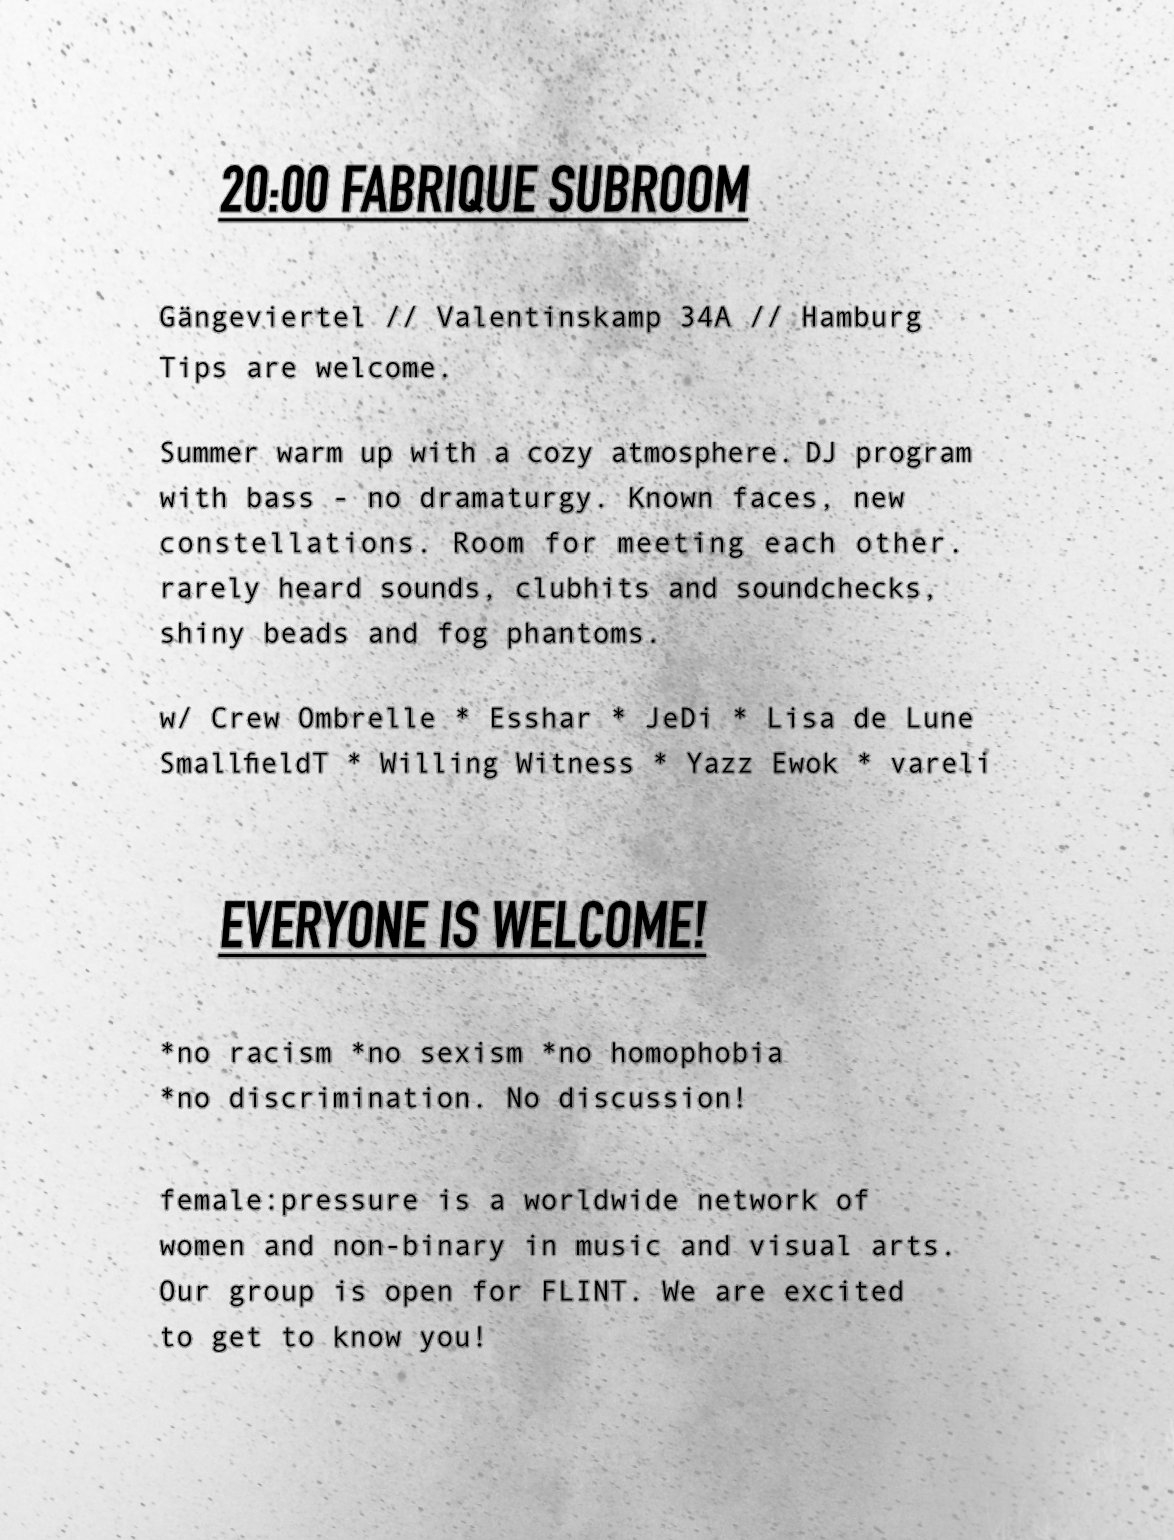 20:00 FABRIQUE SUBROOM
Gängeviertel // Valentinskamp 34A // Hamburg
Tips are welcome.
Summer warm up with a cozy atmosphere. DJ program
with bass - no dramaturgy. Known faces, new
constellations. Room for meeting each other.
rarely heard sounds, clubhits and soundchecks,
shiny beads and fog phantoms.
w/ Crew Ombrelle * Esshar * JeDi * Lisa de Lune
SmallfieldT * Willing Witness * Yazz Ewok * vareli
EVERYONE IS WELCOME!
*no racism *no sexism *no homophobia
*no discrimination. No discussion!
female:pressure is a worldwide network of
women and non-binary in music and visual arts.
Our group is open for FLINT. We are excited
to get to know you!